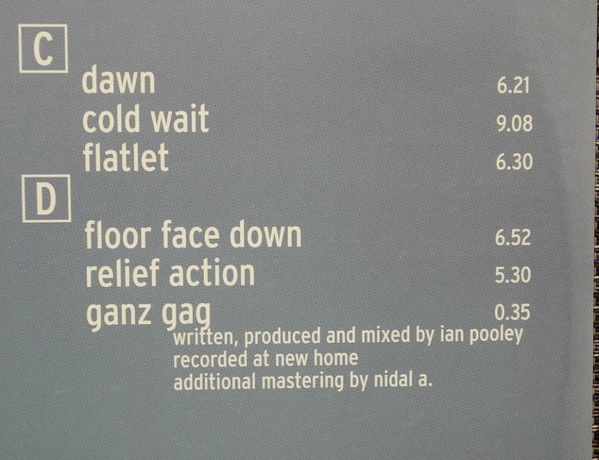 C
dawn 6.21
cold wait 9.08
flatlet 6.30
D
floor face down 6.52
relief action 5.30
ganz gag 0.35
written, produced and mixed by ian pooley
recorded at new home
additional mastering by nidal a.